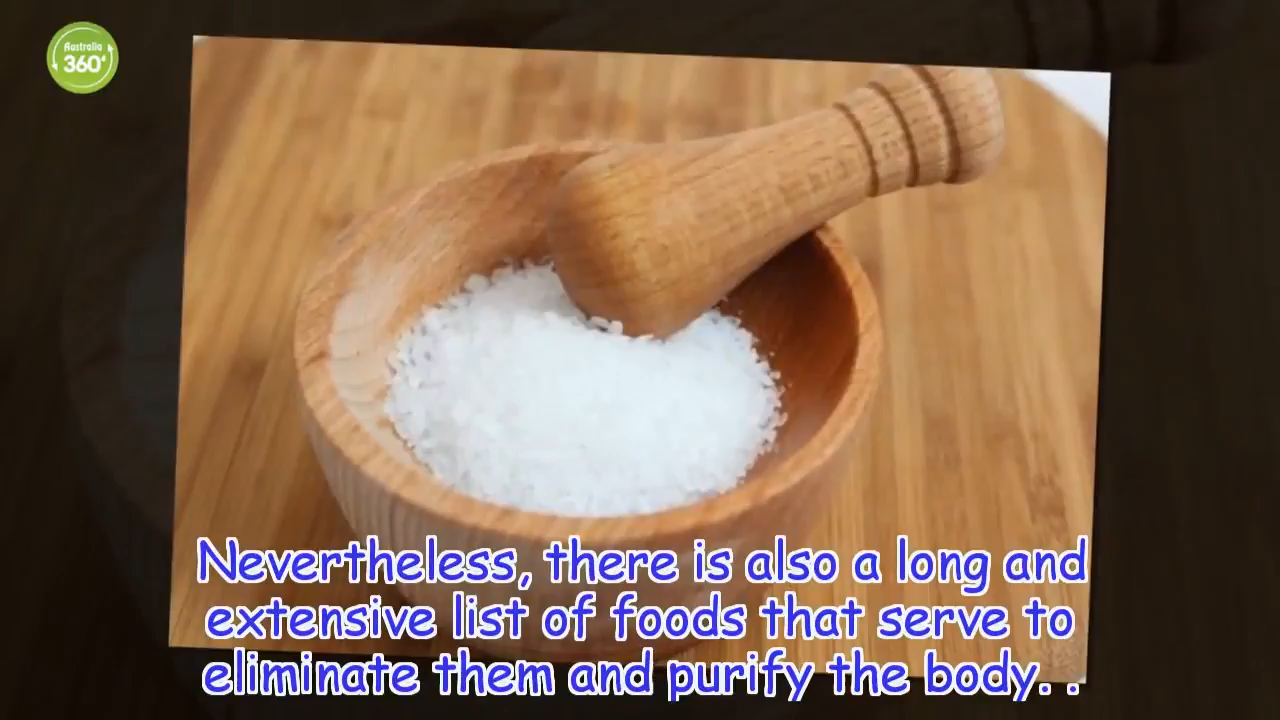 Australia
360°
Nevertheless, there is also a long and
extensive list of foods that serve to
eliminate them and purify the body. .